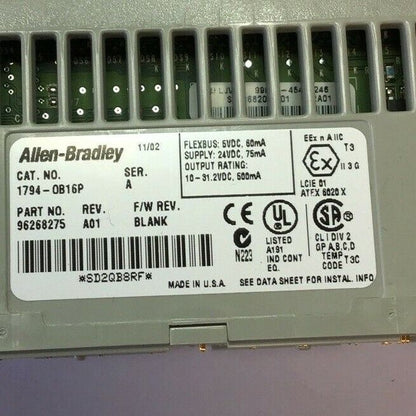 Allen-Bradley 11/02
CAT. NO. SER.
1794-OB16P A
PART NO. REV. F/W REV.
96268275 A01 BLANK
*SD2QB8RF*
MADE IN U.S.A.
FLEXBUS: 5VDC, 60mA
SUPPLY: 24VDC, 75mA
OUTPUT RATING:
10-31.2VDC, 500mA
EEx n A IIC
T3
Ex
II 3 G
LCIE 01
ATEX 6020 X
N223
CE
UL
LISTED
A191
IND CONT
EQ.
CL I DIV 2
GP A,B,C,D
TEMP
CODE T3C
SEE DATA SHEET FOR INSTAL. INFO